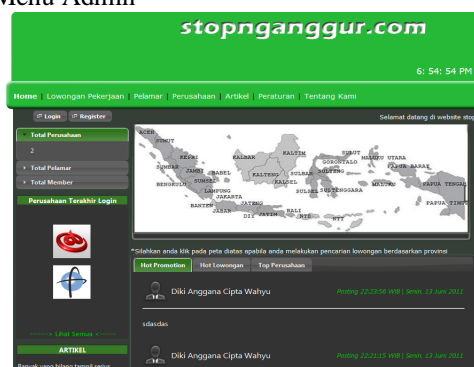 Menu Admin
stopnganggur.com
6: 54: 54 PM
Home | Lowongan Pekerjaan | Pelamar | Perusahaan | Artikel | Peraturan | Tentang Kami
Login Register
Selamat datang di website stop
Total Perusahaan
2
Total Pelamar
Total Member
Perusahaan Terakhir Login
ACEH
SUMUT
KEPRI
KALBAR
KALTIM
SULUT
GORONTALO
MALUKU UTARA
SUMBAR
JAMBI
BABEL
KALTENG
SULBAR
SULTENG
PAPUA BARAT
BENGKULU
SUMSEL
KALSEL
SULSEL
SULTENGGARA
MALUKU
PAPUA TENGAH
LAMPUNG
JAKARTA
BANTEN
JATENG
BALI
PAPUA TIMUR
JABAR
DIY
JATIM
NTB
NTT
*Silahkan anda klik pada peta diatas apabila anda melakukan pencarian lowongan berdasarkan provinsi
Hot Promotion Hot Lowongan Top Perusahaan
Diki Anggana Cipta Wahyu
Posting 22:23:56 WIB | Senin, 13 Juni 2011
sdasdas
Diki Anggana Cipta Wahyu
Posting 22:21:15 WIB | Senin, 13 Juni 2011
-------> Lihat Semua <-------
ARTIKEL
Banyak yang bilang tampil serius